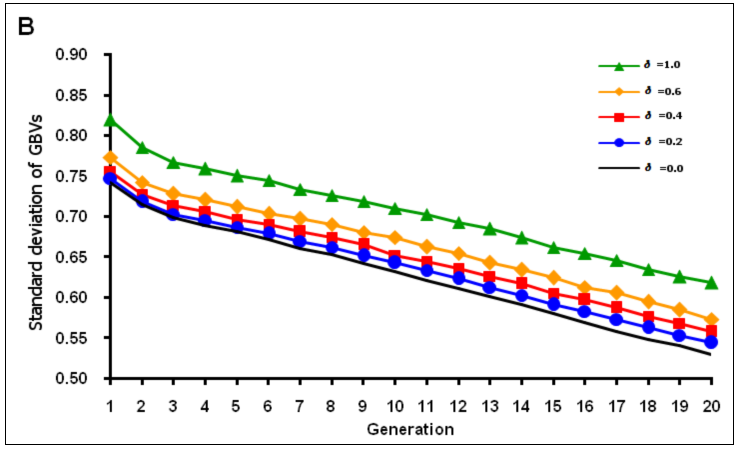 B
Standard deviation of GBVs
0.90
0.85
0.80
0.75
0.70
0.65
0.60
0.55
0.50
1 2 3 4 5 6 7 8 9 10 11 12 13 14 15 16 17 18 19 20
Generation
δ =1.0
δ =0.6
δ =0.4
δ =0.2
δ =0.0